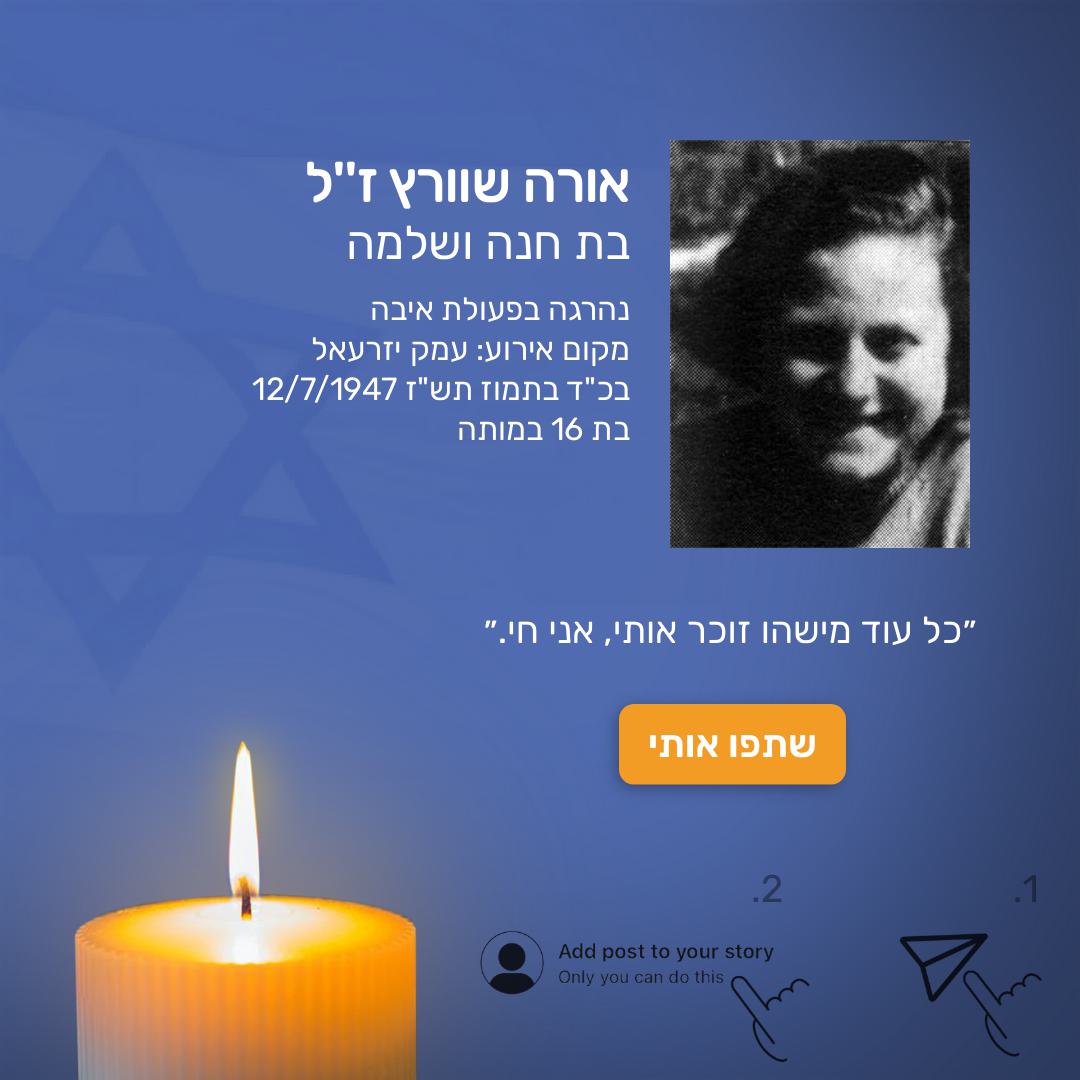 אורה שוורץ ז"ל
בת חנה ושלמה
נהרגה בפעולת איבה
מקום אירוע: עמק יזרעאל
בכ"ד בתמוז תש"ז 12/7/1947
בת 16 במותה
״כל עוד מישהו זוכר אותי, אני חי.״
שתפו אותי
1.
2.
Add post to your story
Only you can do this